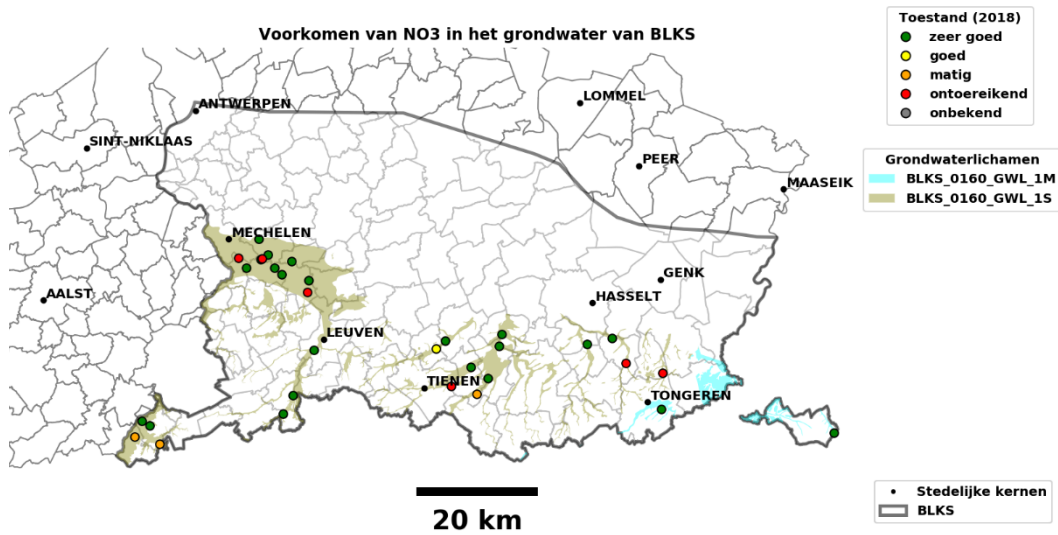 Voorkomen van NO3 in het grondwater van BLKS
Toestand (2018)
zeer goed
goed
matig
ontoereikend
onbekend
Grondwaterlichamen
BLKS_0160_GWL_1M
BLKS_0160_GWL_1S
ANTWERPEN
LOMMEL
SINT-NIKLAAS
PEER
MAASEIK
MECHELEN
GENK
AALST
HASSELT
LEUVEN
TIENEN
TONGEREN
20 km
Stedelijke kernen
BLKS